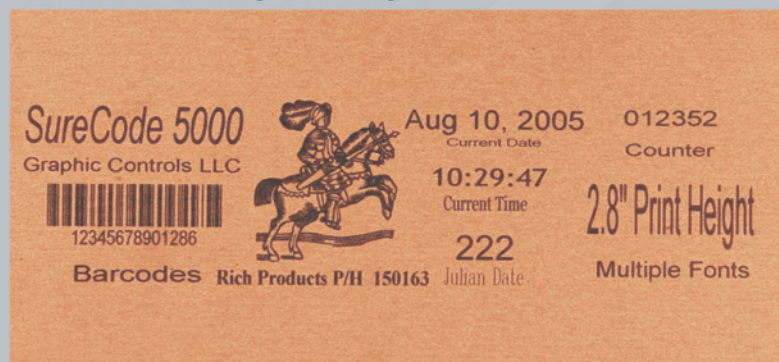 SureCode 5000
Graphic Controls LLC
12345678901286
Barcodes
Rich Products P/H 150163
Aug 10, 2005
Current Date
10:29:47
Current Time
222
Julian Date
012352
Counter
2.8" Print Height
Multiple Fonts